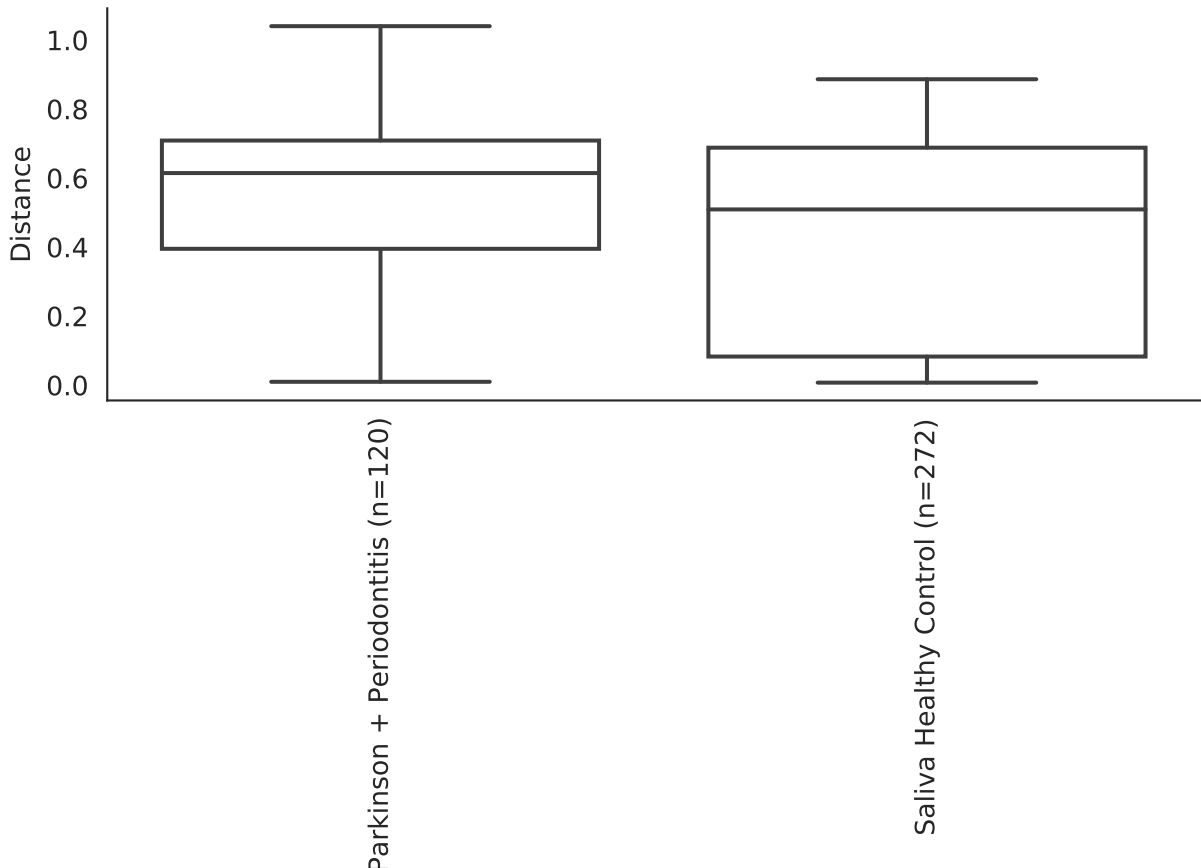 Distance
1.0
0.8
0.6
0.4
0.2
0.0
Parkinson + Periodontitis (n=120)
Saliva Healthy Control (n=272)